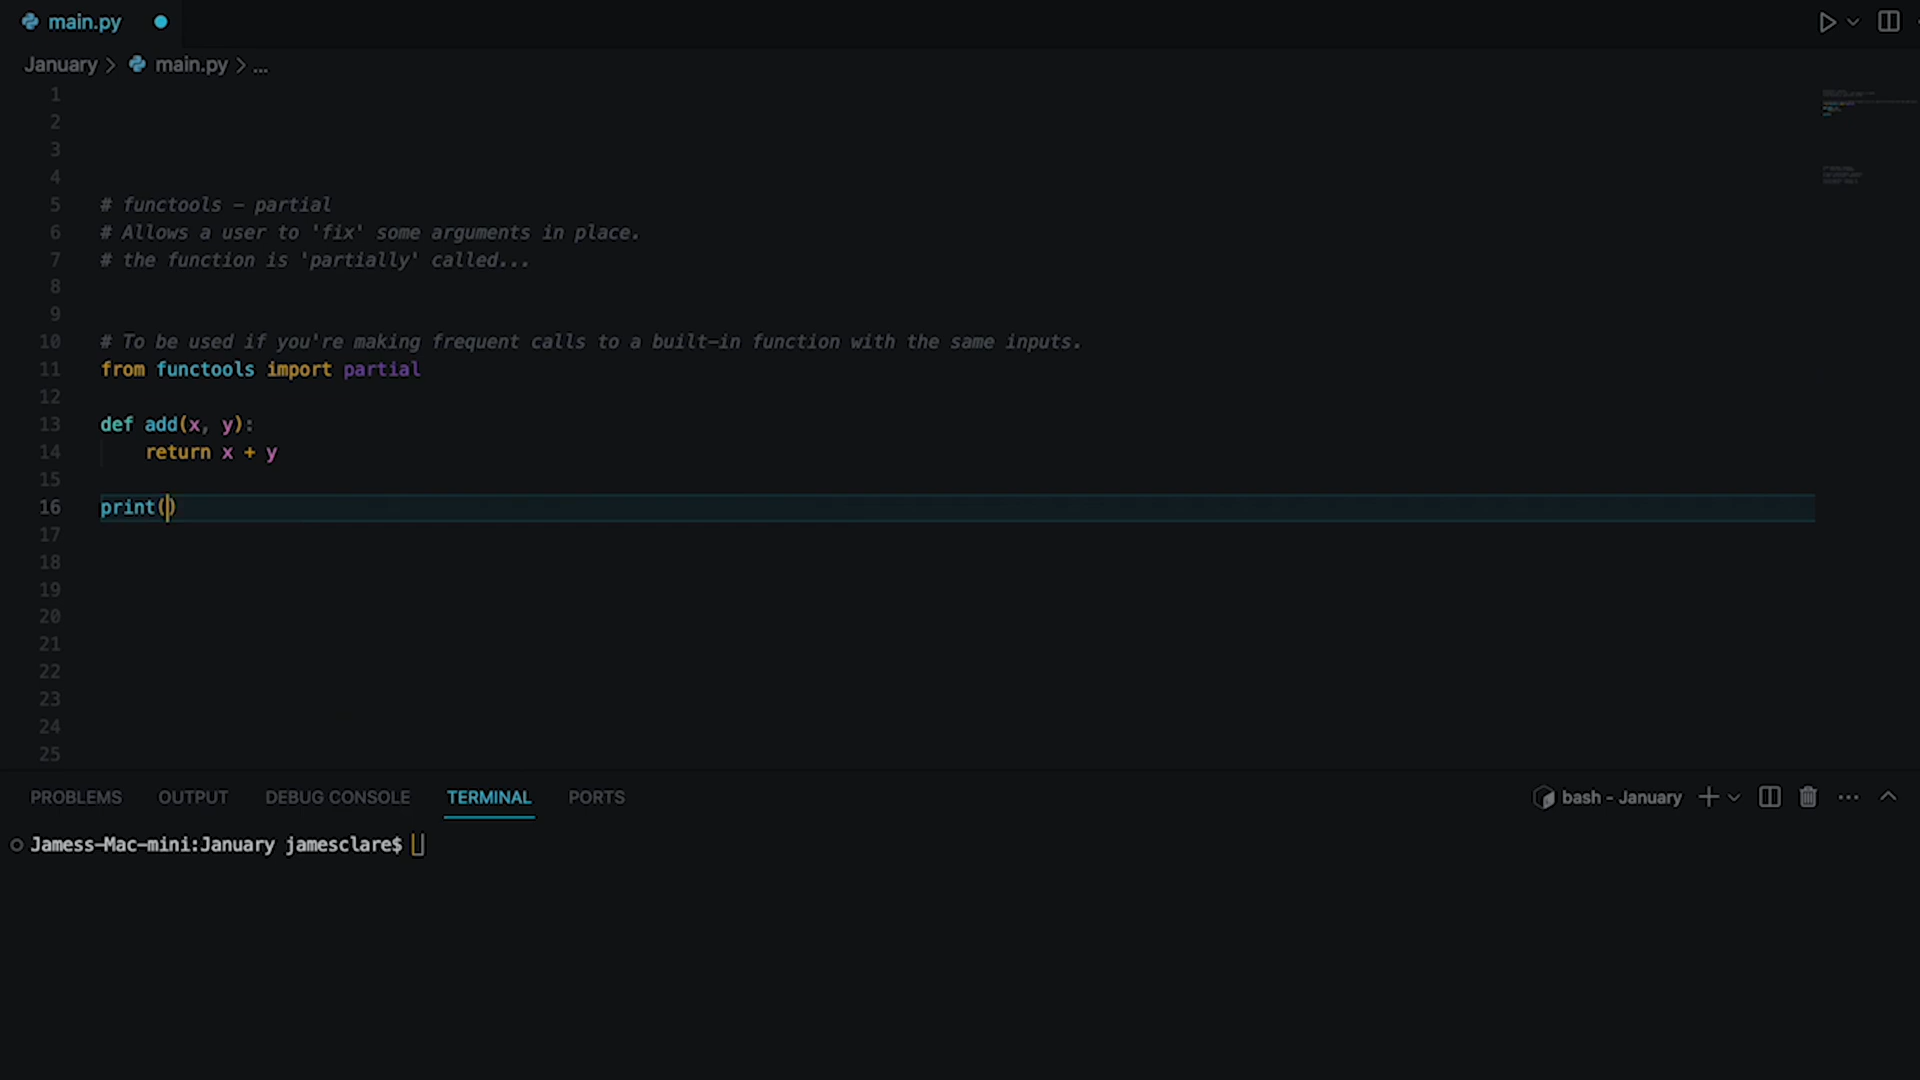 main.py
January > main.py > ...
1
2
3
4
5 # functools – partial
6 # Allows a user to 'fix' some arguments in place.
7 # the function is 'partially' called...
8
9
10 # To be used if you're making frequent calls to a built-in function with the same inputs.
11 from functools import partial
12
13 def add(x, y):
14 return x + y
15
16 print()
17
18
19
20
21
22
23
24
25
PROBLEMS OUTPUT DEBUG CONSOLE TERMINAL PORTS bash - January
Jamess-Mac-mini:January jamesclare$